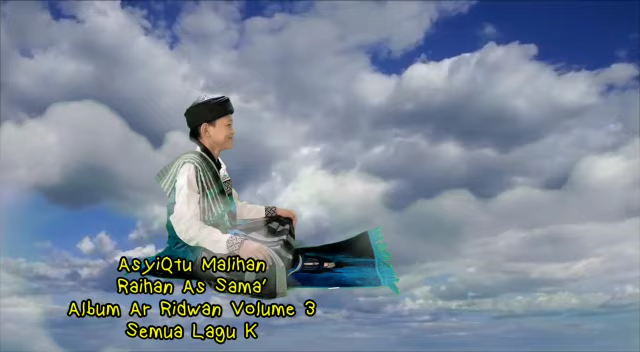 AsyiQtu Malihan
Raihan As Sama'
Album Ar Ridwan Volume 3
Semua Lagu K